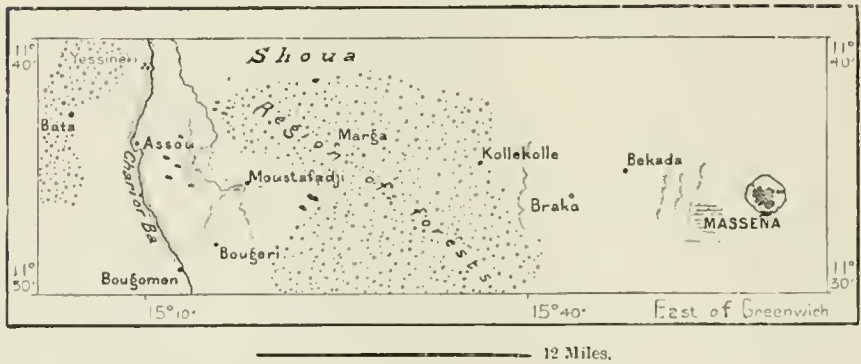 11° 40'
Shoua
11° 40'
Yessineh
Bata
Assou
Region of forests
Marga
Kollekolle
Bekada
Moustafadji
Chari or Ba
Braka
MASSENA
Bougeri
Bougomen
11° 50'
11° 30'
15° 10'
15° 40'
East of Greenwich
12 Miles.